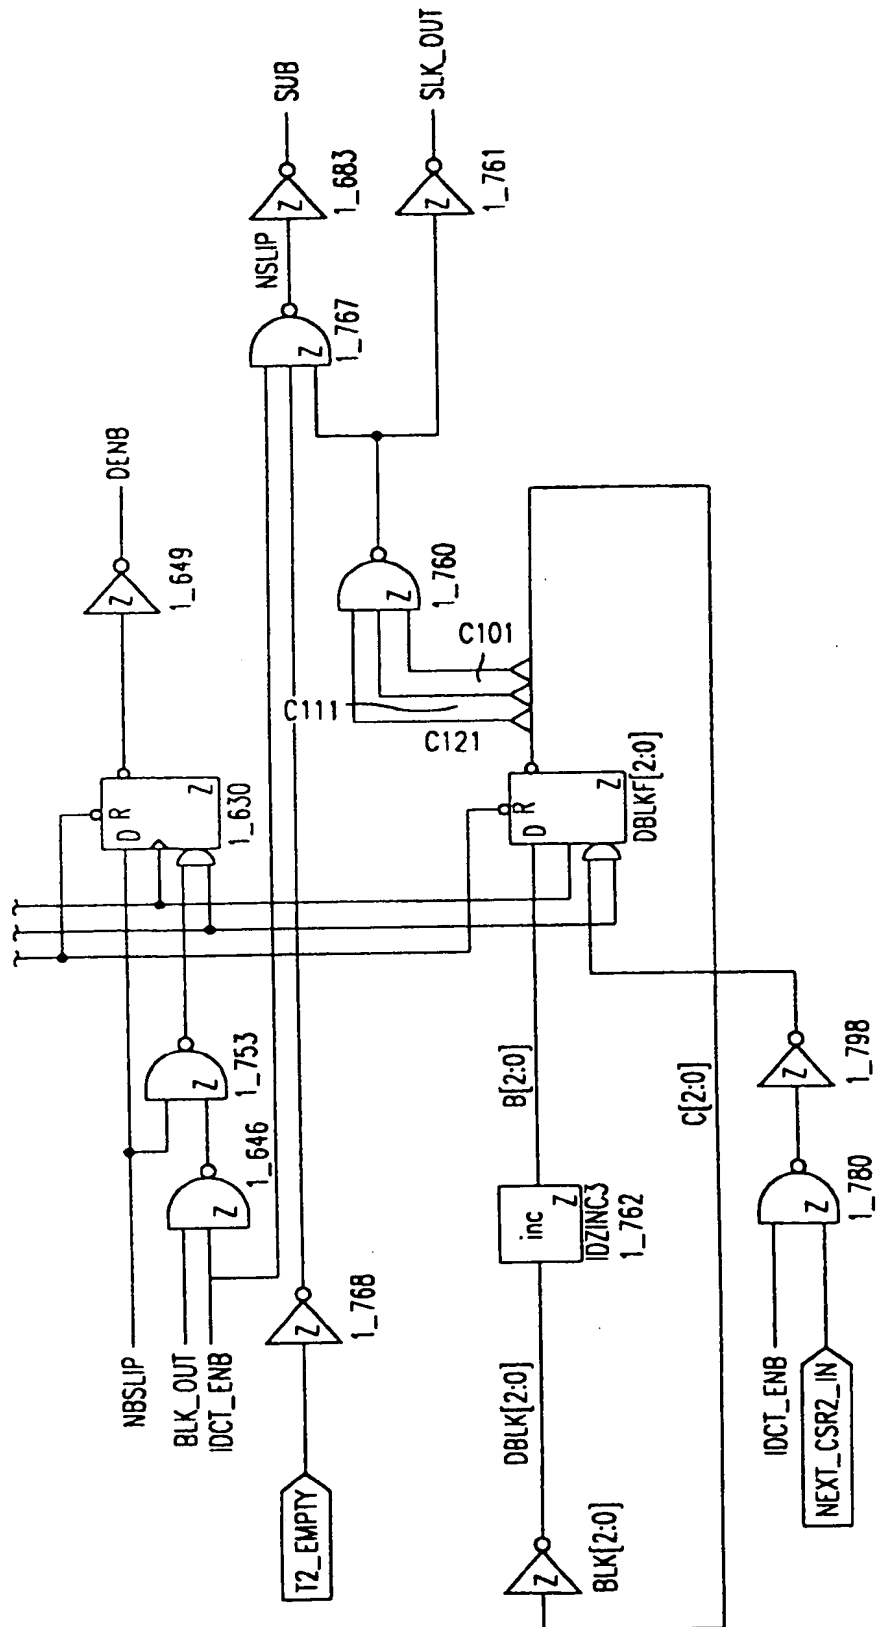 SUB
SLK_OUT
1_683
1_761
NSLIP
1_767
DENB
1_649
1_760
C101
C111
C121
D
R
Z
1_630
D
R
Z
DBLKF[2:0]
1_753
1_646
B[2:0]
C[2:0]
1_798
inc
Z
IDZINC3
1_762
1_780
NBSLIP
BLK_OUT
IDCT_ENB
1_768
DBLK[2:0]
IDCT_ENB
NEXT_CSR2_IN
T2_EMPTY
BLK[2:0]
Z
Z
Z
Z
Z
Z
Z
Z
Z
Z
Z